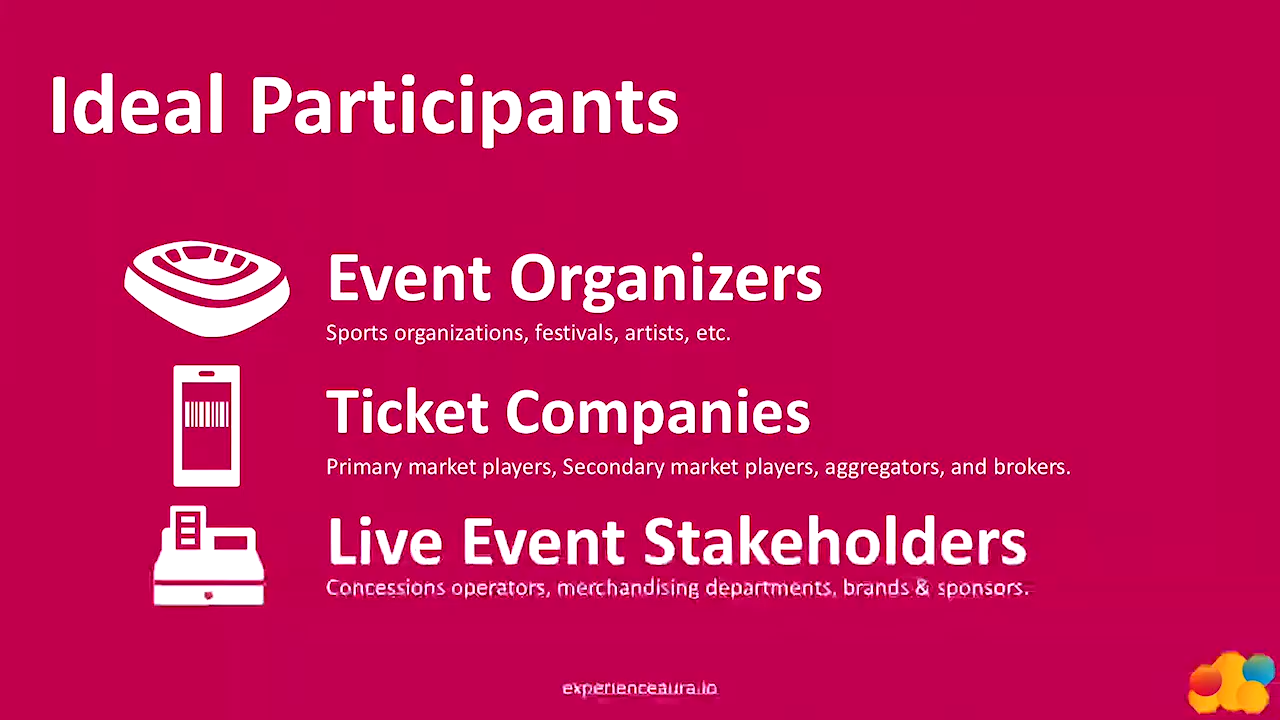 Ideal Participants
Event Organizers
Sports organizations, festivals, artists, etc.
Ticket Companies
Primary market players, Secondary market players, aggregators, and brokers.
Live Event Stakeholders
Concessions operators, merchandising departments, brands & sponsors.
experienceaura.io